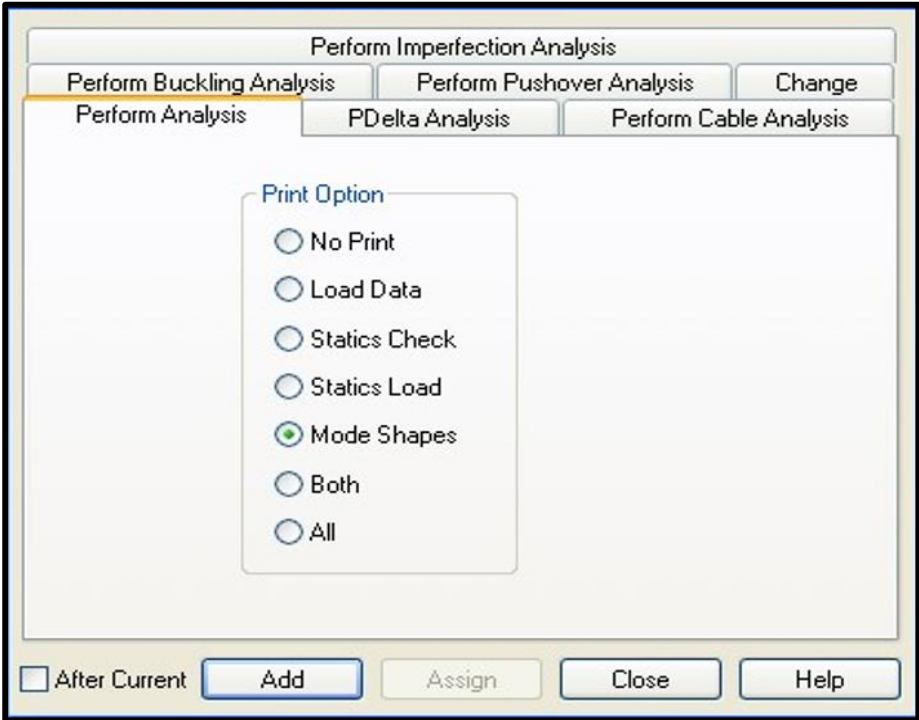 Perform Imperfection Analysis
Perform Buckling Analysis Perform Pushover Analysis Change
Perform Analysis PDelta Analysis Perform Cable Analysis
Print Option
No Print
Load Data
Statics Check
Statics Load
Mode Shapes
Both
All
After Current Add Assign Close Help